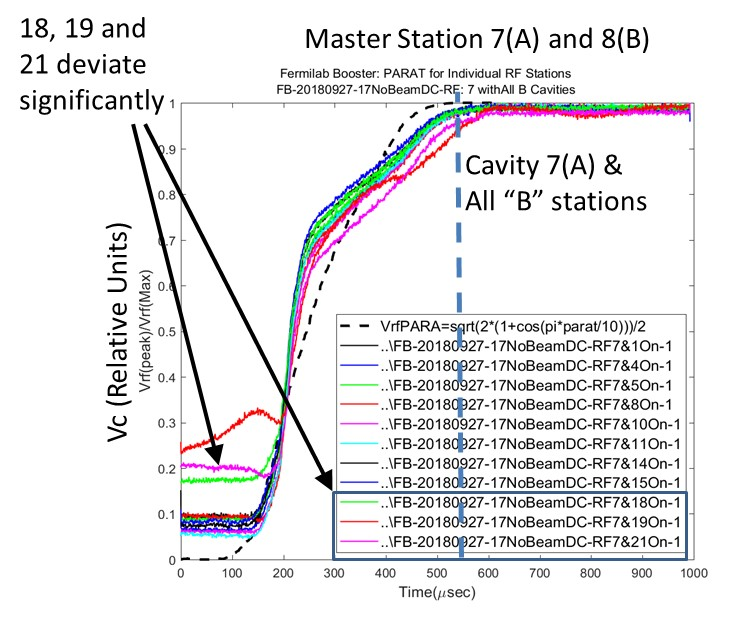 18, 19 and
21 deviate
significantly
Master Station 7(A) and 8(B)
Fermilab Booster: PARAT for Individual RF Stations
FB-20180927-17NoBeamDC-RF: 7 withAll B Cavities
Cavity 7(A) &
All “B” stations
Vc (Relative Units)
Vrf(peak)/Vrf(Max)
1
0.9
0.8
0.7
0.6
0.5
0.4
0.3
0.2
0.1
0
VrfPARA=sqrt(2*(1+cos(pi*parat/10)))/2
..\FB-20180927-17NoBeamDC-RF7&1On-1
..\FB-20180927-17NoBeamDC-RF7&4On-1
..\FB-20180927-17NoBeamDC-RF7&5On-1
..\FB-20180927-17NoBeamDC-RF7&8On-1
..\FB-20180927-17NoBeamDC-RF7&10On-1
..\FB-20180927-17NoBeamDC-RF7&11On-1
..\FB-20180927-17NoBeamDC-RF7&14On-1
..\FB-20180927-17NoBeamDC-RF7&15On-1
..\FB-20180927-17NoBeamDC-RF7&18On-1
..\FB-20180927-17NoBeamDC-RF7&19On-1
..\FB-20180927-17NoBeamDC-RF7&21On-1
0 100 200 300 400 500 600 700 800 900 1000
Time(μsec)